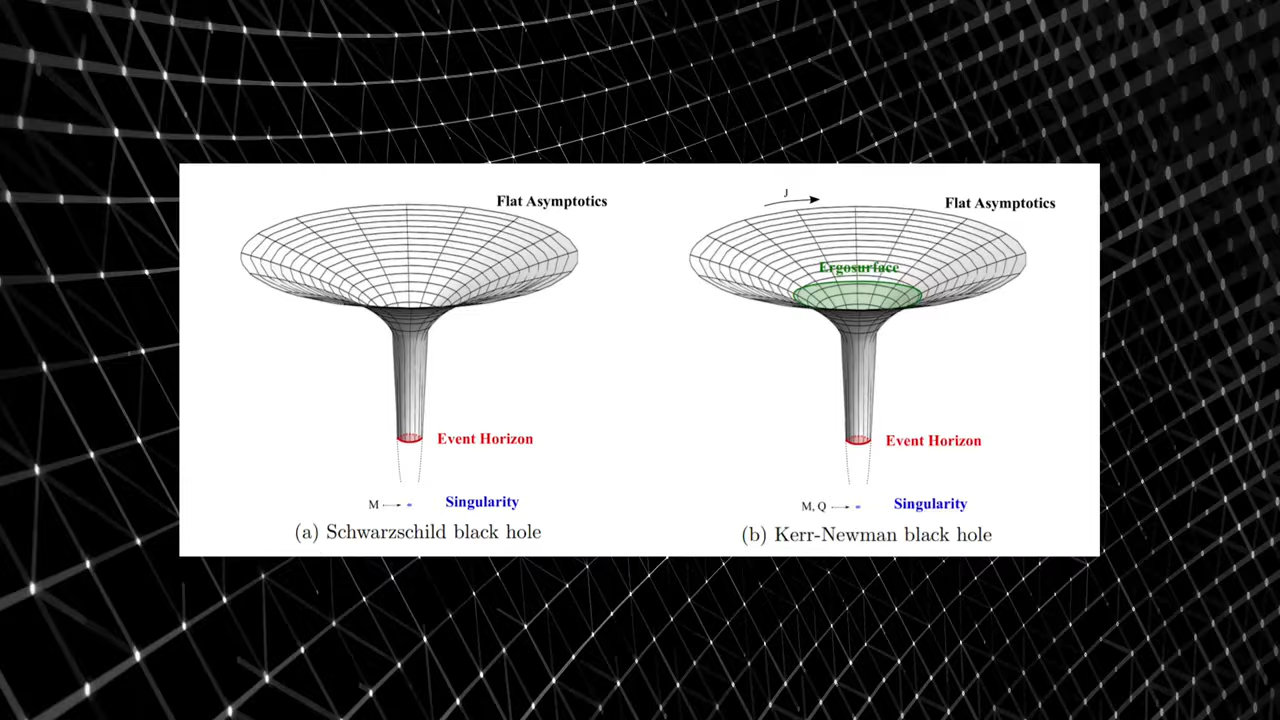 Flat Asymptotics
Event Horizon
M
Singularity
(a) Schwarzschild black hole
J
Flat Asymptotics
Ergosurface
Event Horizon
M, Q
Singularity
(b) Kerr-Newman black hole